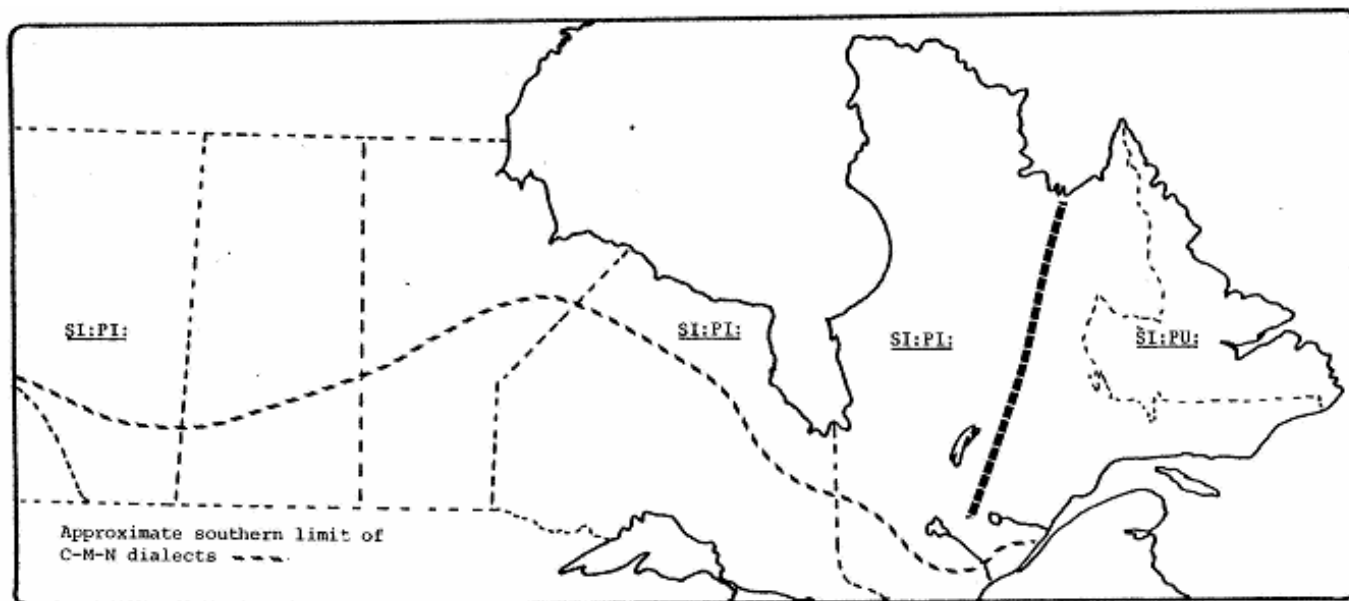 SI:PI:
SI:PI:
SI:PI:
SI:PU:
Approximate southern limit of
C-M-N dialects